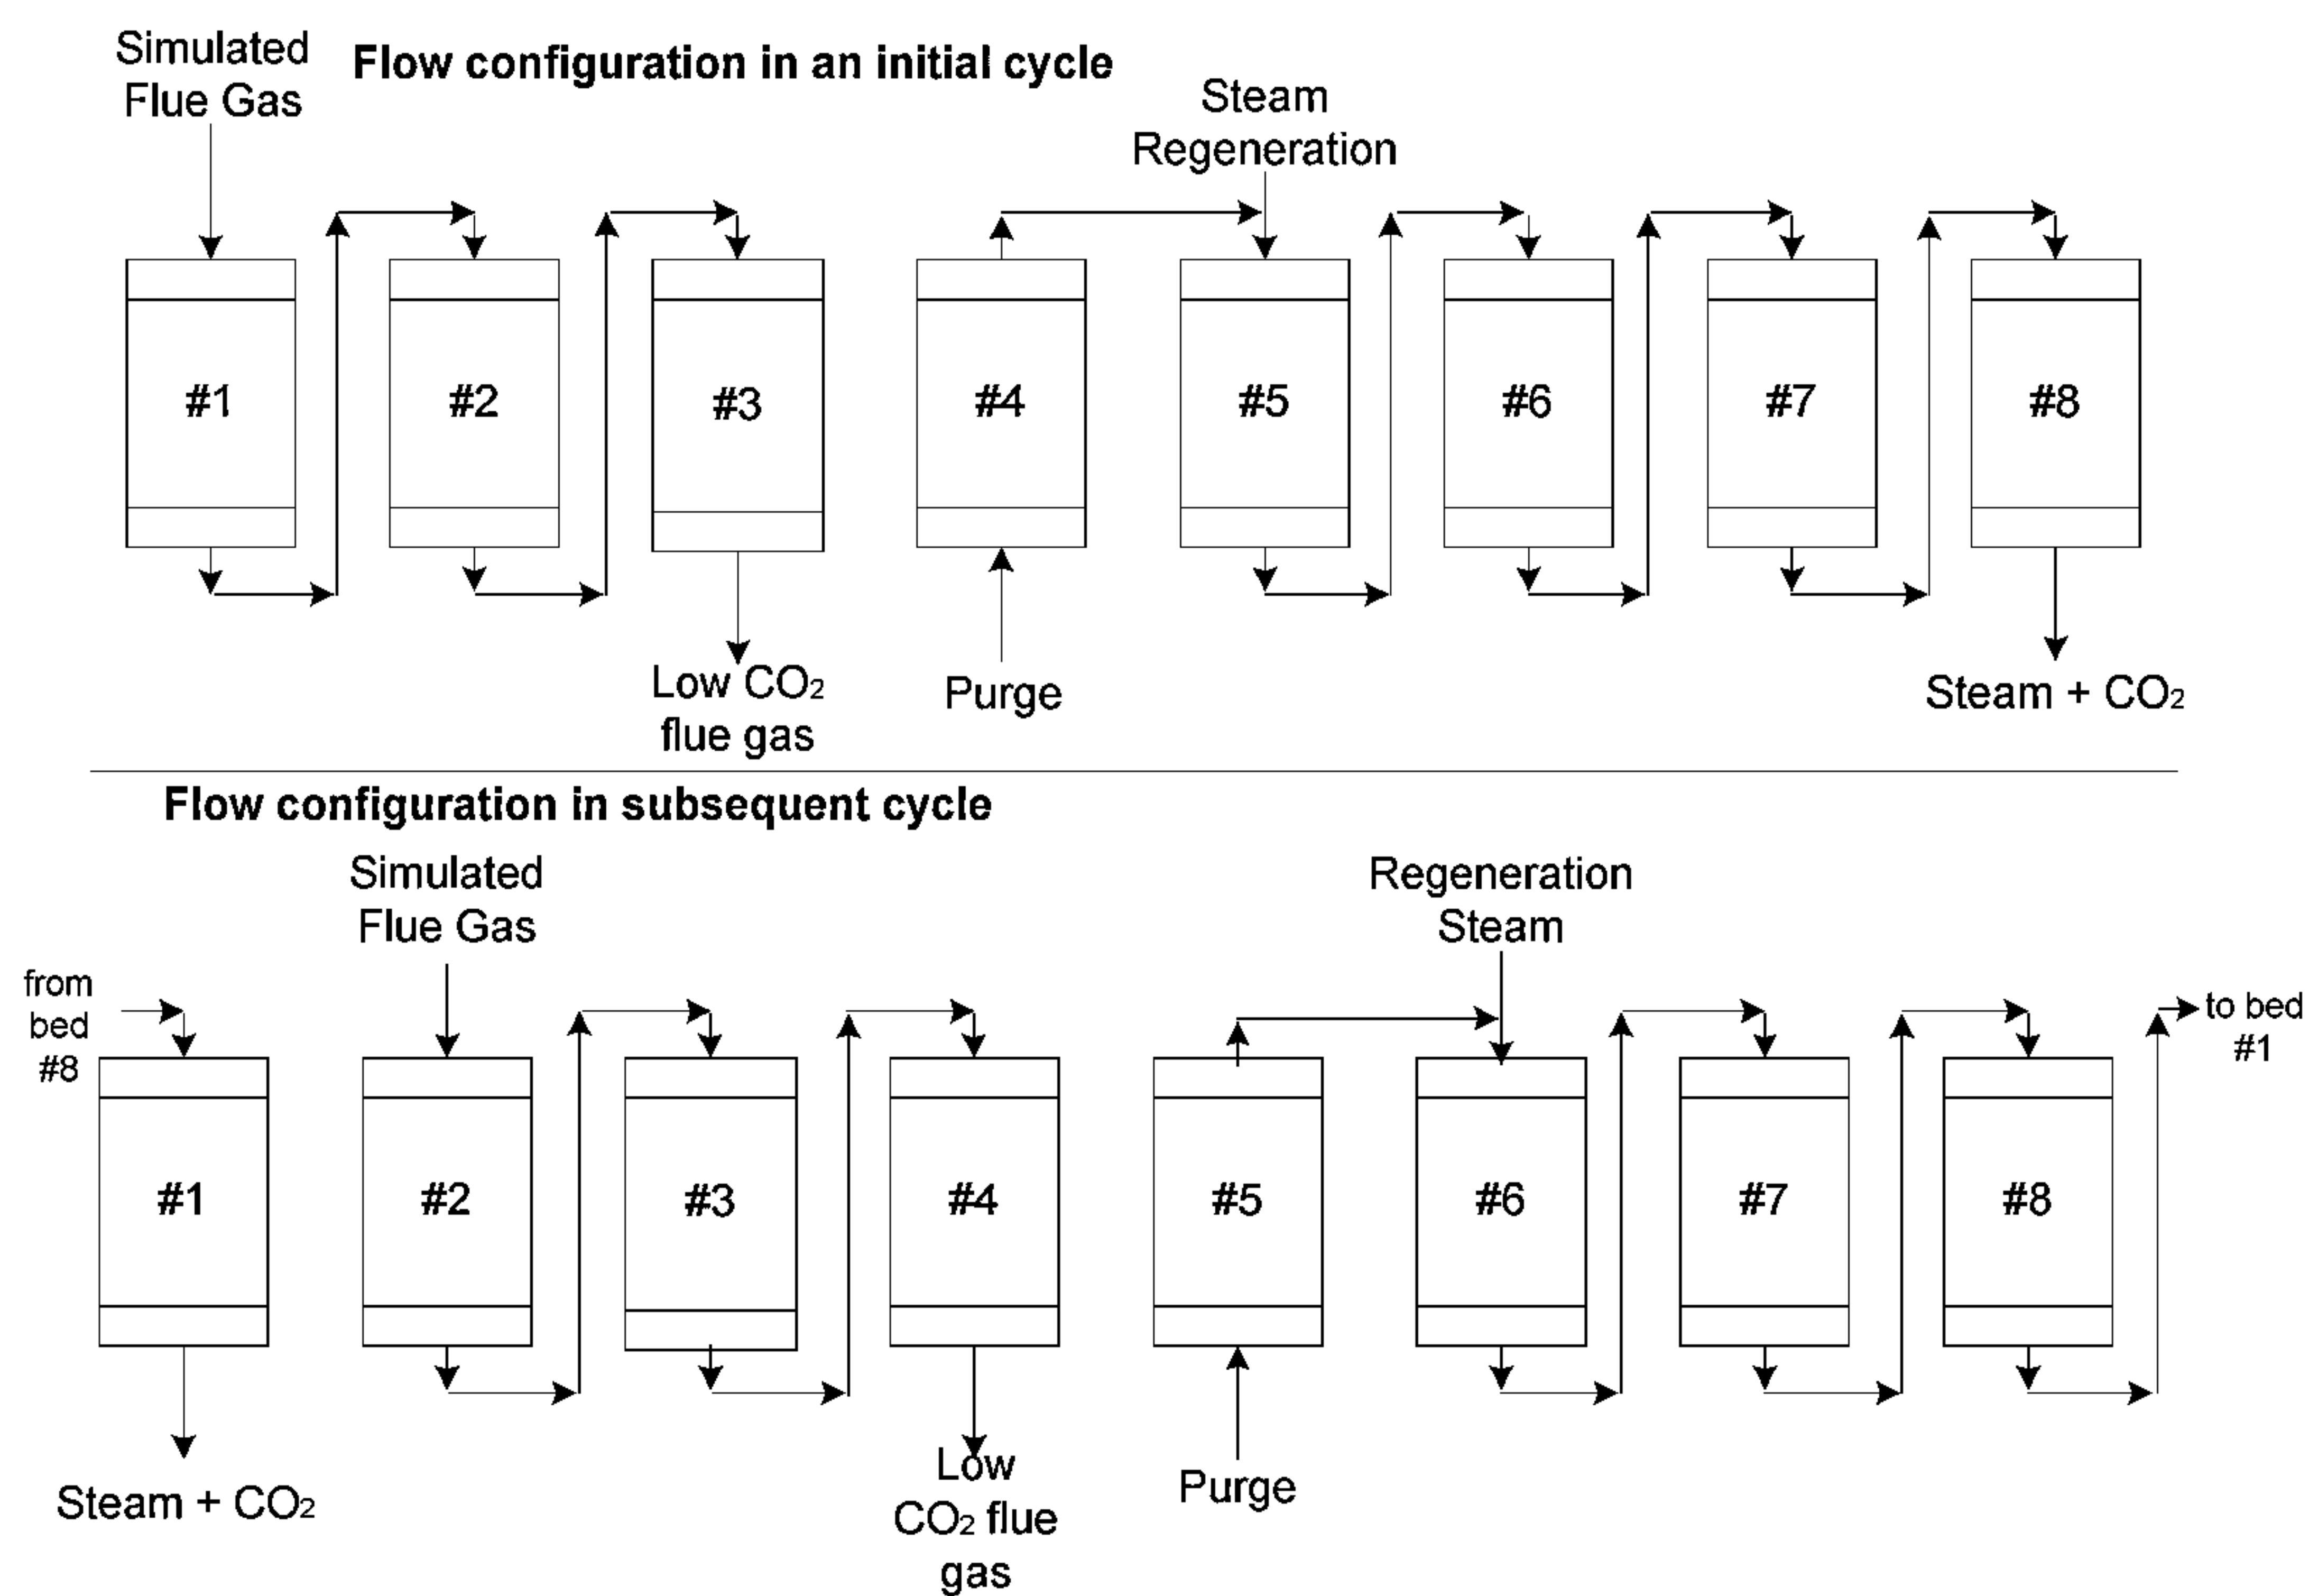 Simulated
Flue Gas
Flow configuration in an initial cycle
Steam
Regeneration
#1
#2
#3
#4
#5
#6
#7
#8
Low CO₂
flue gas
Purge
Steam + CO₂
Flow configuration in subsequent cycle
Simulated
Flue Gas
Regeneration
Steam
from
bed
#8
to bed
#1
#1
#2
#3
#4
#5
#6
#7
#8
Steam + CO₂
Low
CO₂ flue
gas
Purge